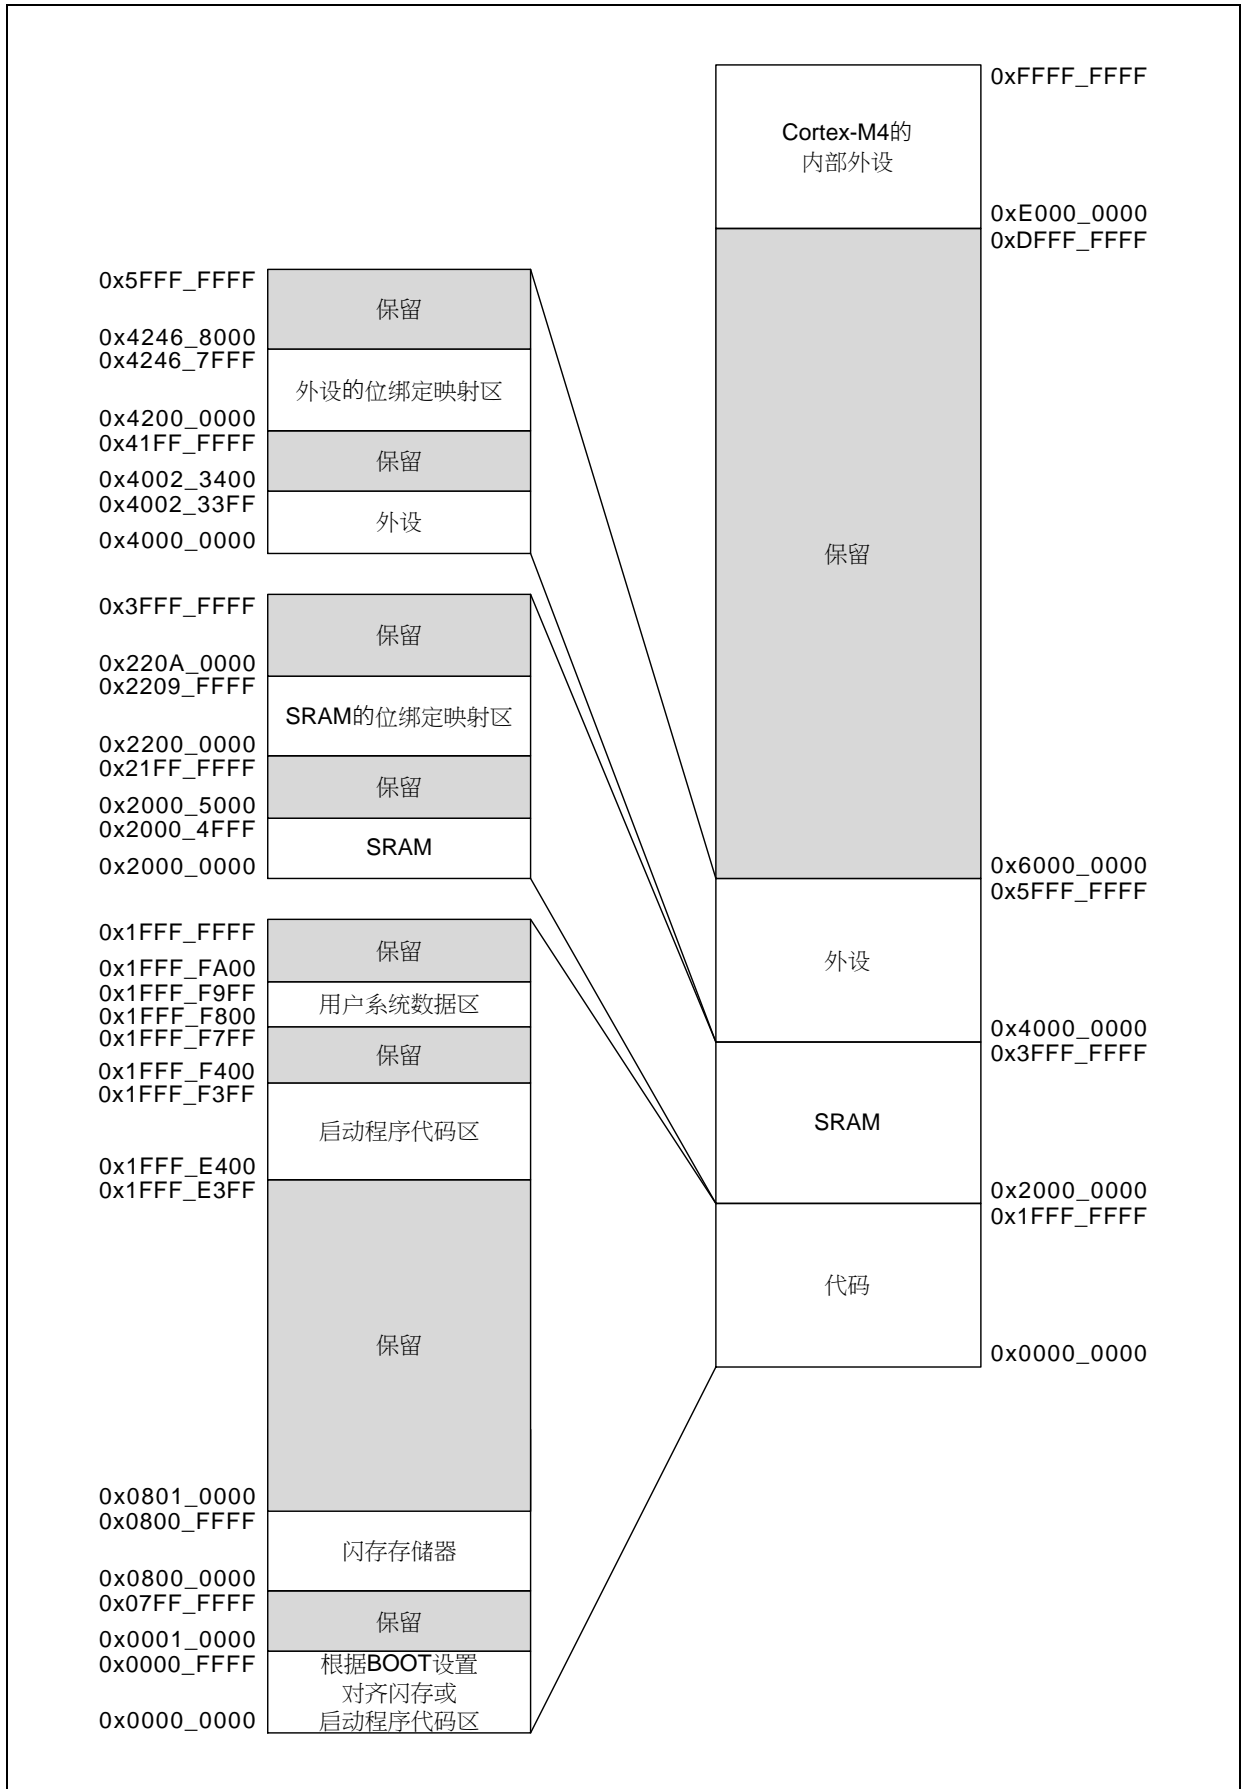 0xFFFF_FFFF
Cortex-M4的
内部外设
0xE000_0000
0xDFFF_FFFF
保留
0x6000_0000
0x5FFF_FFFF
外设
0x4000_0000
0x3FFF_FFFF
SRAM
0x2000_0000
0x1FFF_FFFF
代码
0x0000_0000
0x5FFF_FFFF
保留
0x4246_8000
0x4246_7FFF
外设的位绑定映射区
0x4200_0000
0x41FF_FFFF
保留
0x4002_3400
0x4002_33FF
外设
0x4000_0000
0x3FFF_FFFF
保留
0x220A_0000
0x2209_FFFF
SRAM的位绑定映射区
0x2200_0000
0x21FF_FFFF
保留
0x2000_5000
0x2000_4FFF
SRAM
0x2000_0000
0x1FFF_FFFF
保留
0x1FFF_FA00
0x1FFF_F9FF
用户系统数据区
0x1FFF_F800
0x1FFF_F7FF
保留
0x1FFF_F400
0x1FFF_F3FF
启动程序代码区
0x1FFF_E400
0x1FFF_E3FF
保留
0x0801_0000
0x0800_FFFF
闪存存储器
0x0800_0000
0x07FF_FFFF
保留
0x0001_0000
0x0000_FFFF
根据BOOT设置
对齐闪存或
启动程序代码区
0x0000_0000